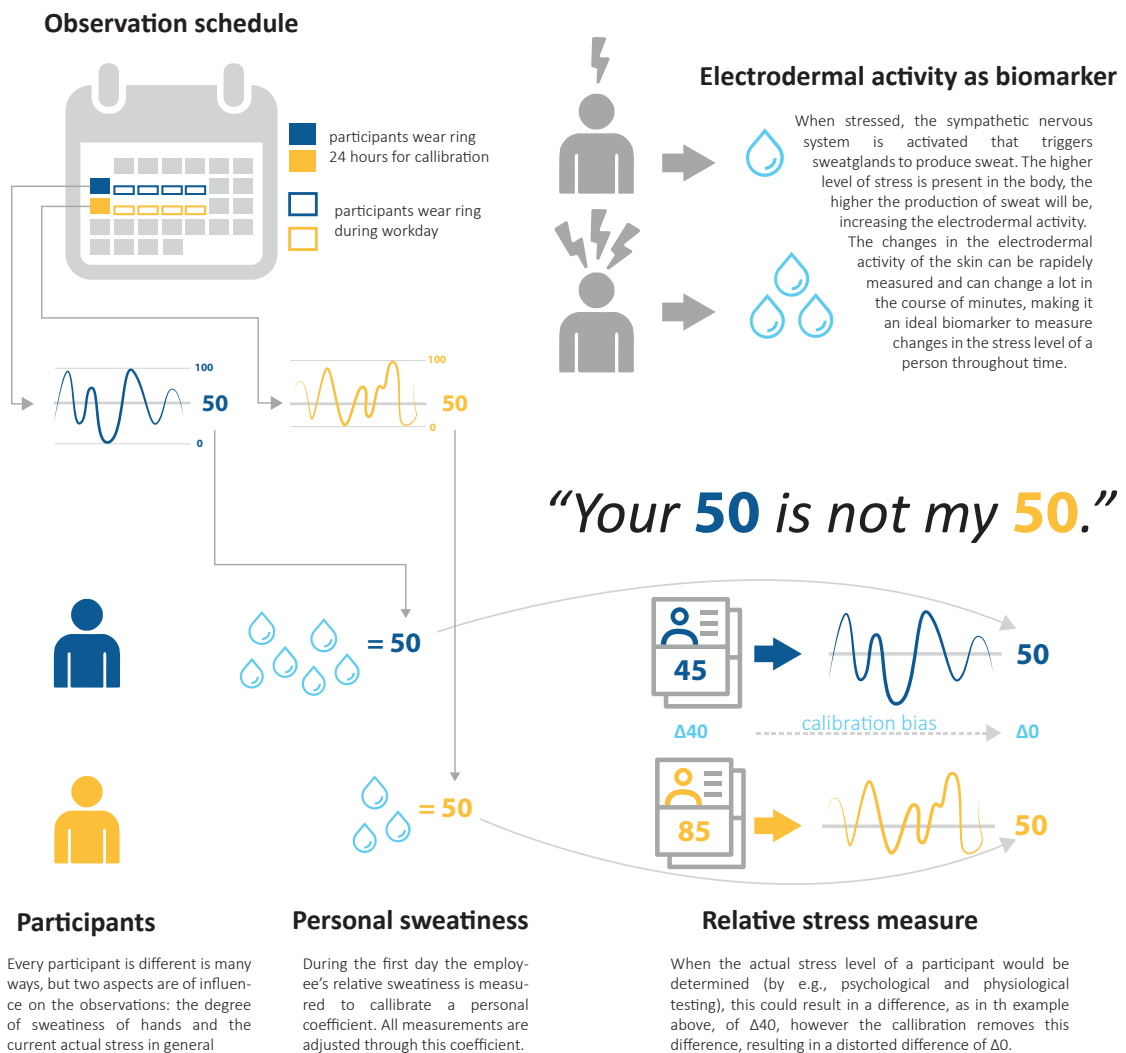 Observation schedule
participants wear ring
24 hours for callibration
participants wear ring
during workday
Electrodermal activity as biomarker
When stressed, the sympathetic nervous
system is activated that triggers
sweatglands to produce sweat. The higher
level of stress is present in the body, the
higher the production of sweat will be,
increasing the electrodermal activity.
The changes in the electrodermal
activity of the skin can be rapidely
measured and can change a lot in
the course of minutes, making it
an ideal biomarker to measure
changes in the stress level of a
person throughout time.
100
50
0
100
50
0
“Your 50 is not my 50.”
= 50
45
50
Δ40
calibration bias
Δ0
= 50
85
50
Participants
Every participant is different is many
ways, but two aspects are of influen-
ce on the observations: the degree
of sweatiness of hands and the
current actual stress in general
Personal sweatiness
During the first day the employ-
ee’s relative sweatiness is measu-
red to callibrate a personal
coefficient. All measurements are
adjusted through this coefficient.
Relative stress measure
When the actual stress level of a participant would be
determined (by e.g., psychological and physiological
testing), this could result in a difference, as in th example
above, of Δ40, however the callibration removes this
difference, resulting in a distorted difference of Δ0.